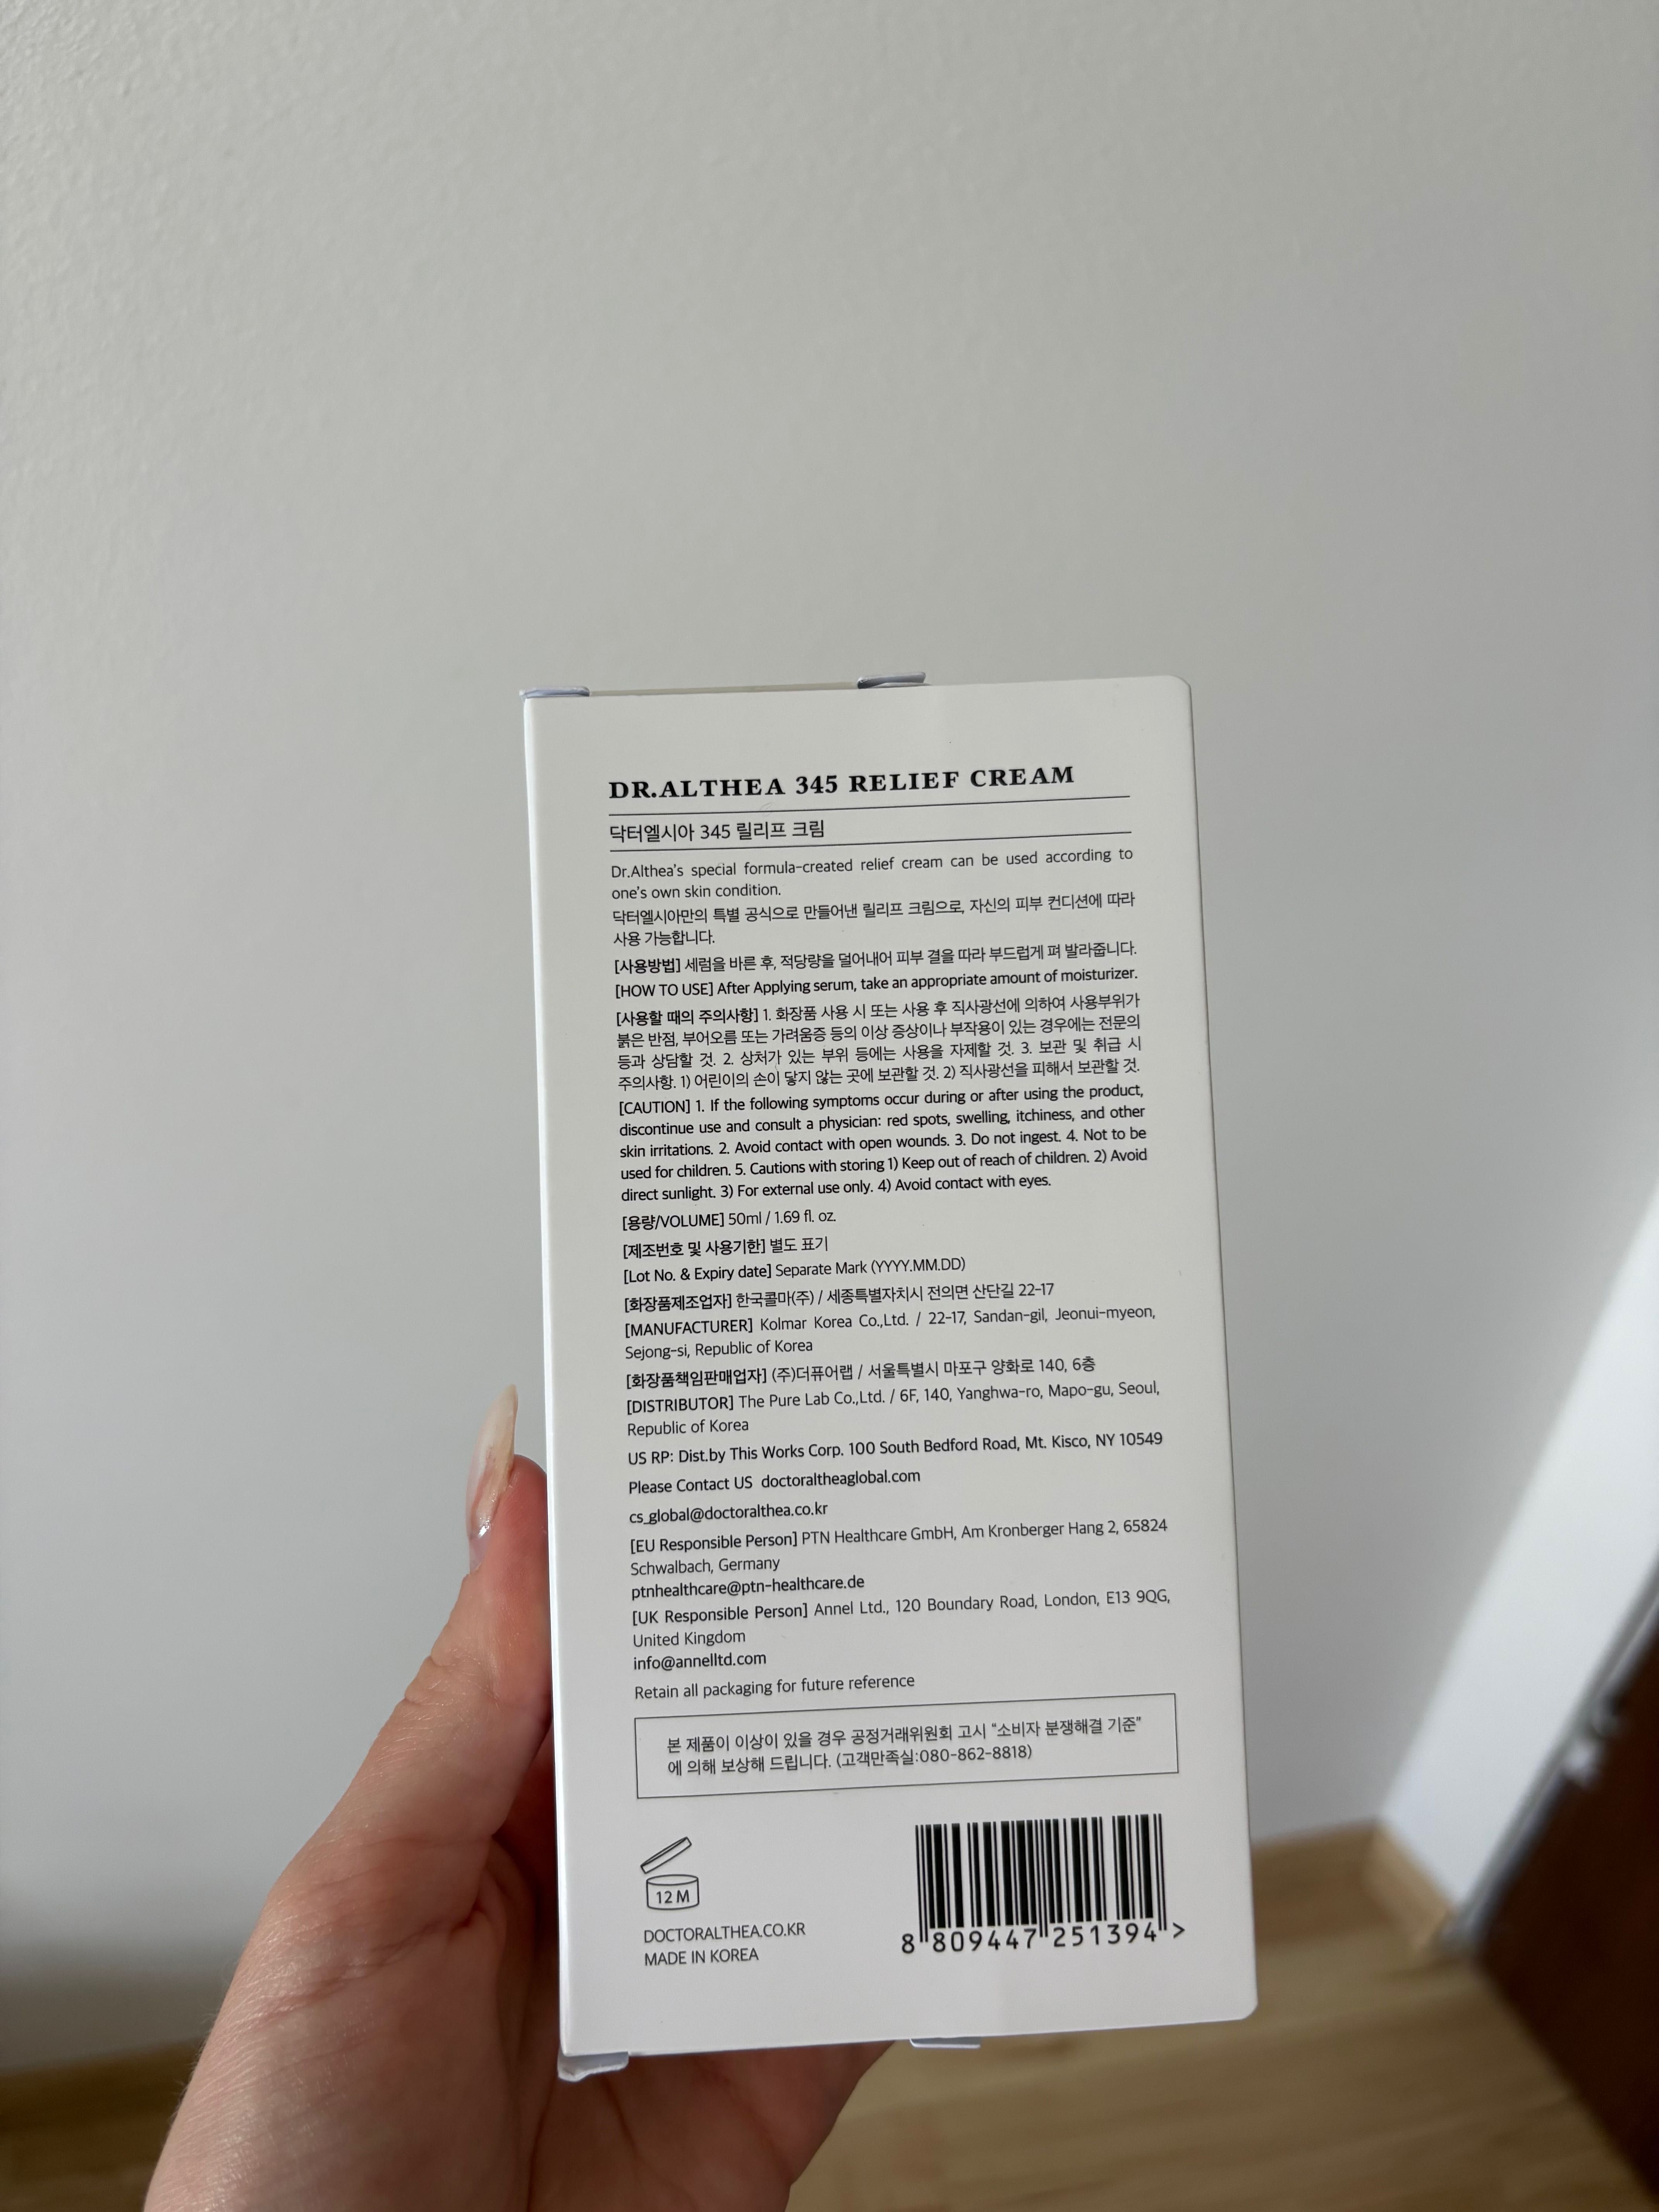 DR.ALTHEA 345 RELIEF CREAM
닥터엘시아 345 릴리프 크림
Dr.Althea's special formula-created relief cream can be used according to
one's own skin condition.
닥터엘시아만의 특별 공식으로 만들어낸 릴리프 크림으로, 자신의 피부 컨디션에 따라
사용 가능합니다.
[사용방법] 세럼을 바른 후, 적당량을 덜어내어 피부 결을 따라 부드럽게 펴 발라줍니다.
[HOW TO USE] After Applying serum, take an appropriate amount of moisturizer.
[사용할 때의 주의사항] 1. 화장품 사용 시 또는 사용 후 직사광선에 의하여 사용부위가
붉은 반점, 부어오름 또는 가려움증 등의 이상 증상이나 부작용이 있는 경우에는 전문의
등과 상담할 것. 2. 상처가 있는 부위 등에는 사용을 자제할 것. 3. 보관 및 취급 시
주의사항. 1) 어린이의 손이 닿지 않는 곳에 보관할 것. 2) 직사광선을 피해서 보관할 것.
[CAUTION] 1. If the following symptoms occur during or after using the product,
discontinue use and consult a physician: red spots, swelling, itchiness, and other
skin irritations. 2. Avoid contact with open wounds. 3. Do not ingest. 4. Not to be
used for children. 5. Cautions with storing 1) Keep out of reach of children. 2) Avoid
direct sunlight. 3) For external use only. 4) Avoid contact with eyes.
[용량/VOLUME] 50ml / 1.69 fl. oz.
[제조번호 및 사용기한] 별도 표기
[Lot No. & Expiry date] Separate Mark (YYYY.MM.DD)
[화장품제조업자] 한국콜마(주) / 세종특별자치시 전의면 산단길 22-17
[MANUFACTURER] Kolmar Korea Co.,Ltd. / 22-17, Sandan-gil, Jeonui-myeon,
Sejong-si, Republic of Korea
[화장품책임판매업자] (주)더퓨어랩 / 서울특별시 마포구 양화로 140, 6층
[DISTRIBUTOR] The Pure Lab Co.,Ltd. / 6F, 140, Yanghwa-ro, Mapo-gu, Seoul,
Republic of Korea
US RP: Dist.by This Works Corp. 100 South Bedford Road, Mt. Kisco, NY 10549
Please Contact US doctoraltheaglobal.com
cs_global@doctoralthea.co.kr
[EU Responsible Person] PTN Healthcare GmbH, Am Kronberger Hang 2, 65824
Schwalbach, Germany
ptnhealthcare@ptn-healthcare.de
[UK Responsible Person] Annel Ltd., 120 Boundary Road, London, E13 9QG,
United Kingdom
info@annelltd.com
Retain all packaging for future reference
본 제품이 이상이 있을 경우 공정거래위원회 고시 "소비자 분쟁해결 기준"
에 의해 보상해 드립니다. (고객만족실:080-862-8818)
12 M
DOCTORALTHEA.CO.KR
MADE IN KOREA
8 809447 251394 >